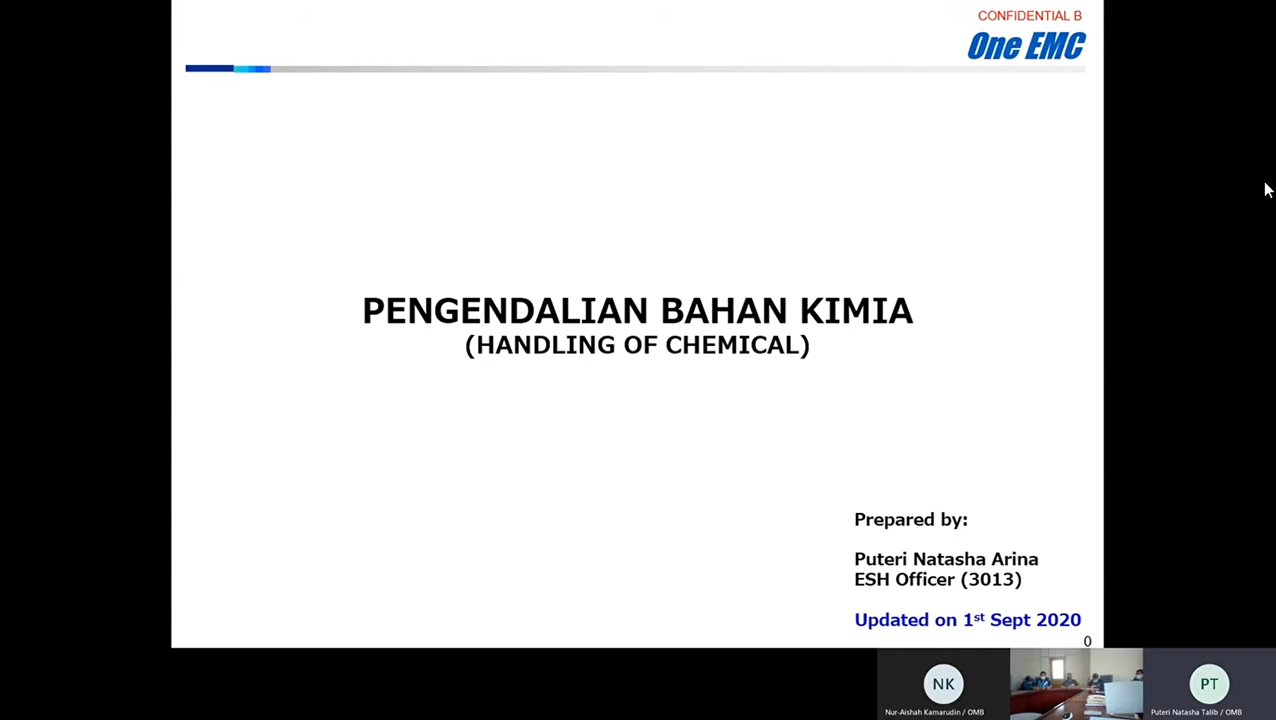 CONFIDENTIAL B
One EMC
PENGENDALIAN BAHAN KIMIA
(HANDLING OF CHEMICAL)
Prepared by:
Puteri Natasha Arina
ESH Officer (3013)
Updated on 1st Sept 2020
0
NK
PT
Nur-Aishah Kamarudin / OMB
Puteri Natasha Talib / OMB